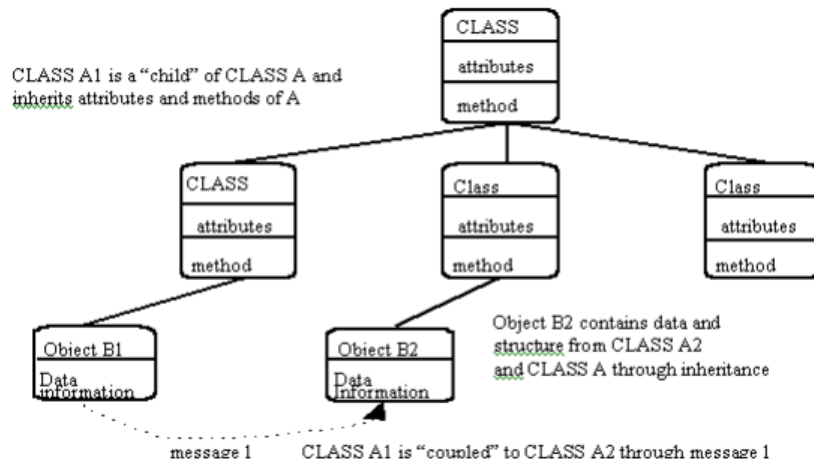 CLASS
attributes
method
CLASS A1 is a “child” of CLASS A and
inherits attributes and methods of A
CLASS
attributes
method
Class
attributes
method
Class
attributes
method
Object B1
Data
information
Object B2
Data
Information
Object B2 contains data and
structure from CLASS A2
and CLASS A through inheritance
message 1
CLASS A1 is “coupled” to CLASS A2 through message 1